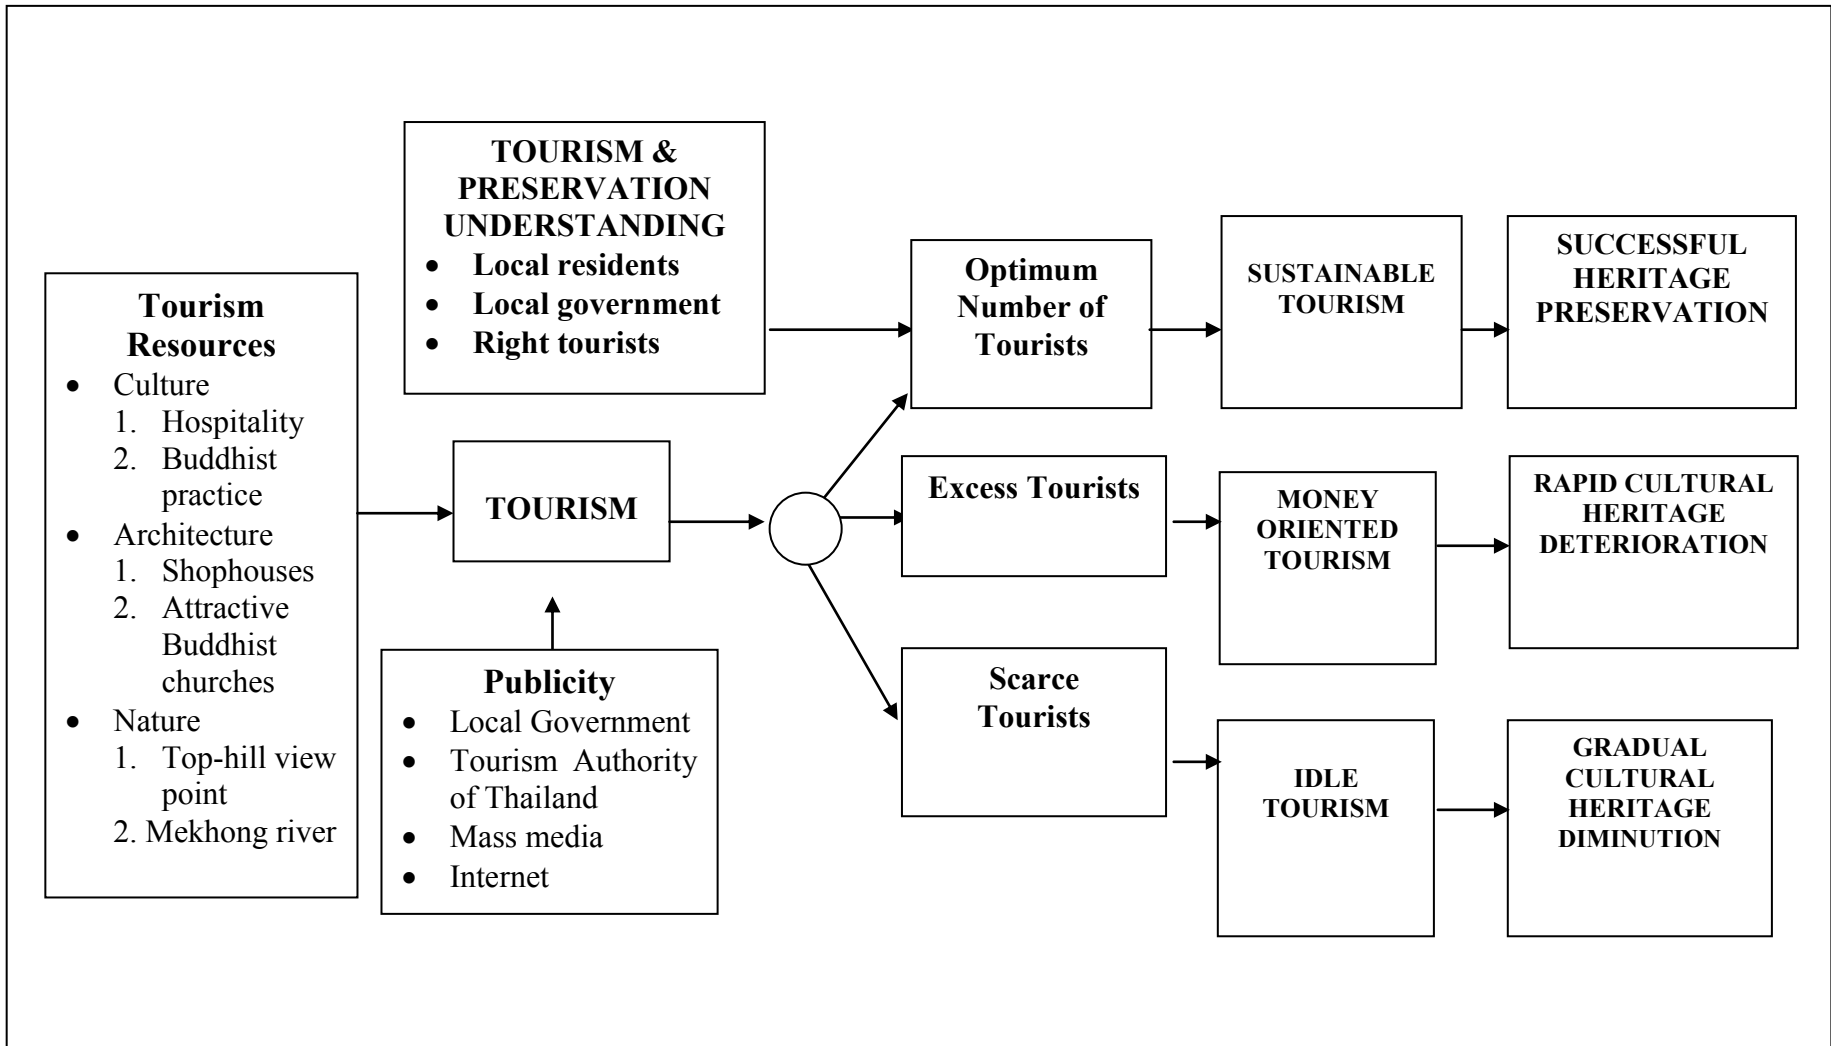 Tourism
Resources
• Culture
1. Hospitality
2. Buddhist
practice
• Architecture
1. Shophouses
2. Attractive
Buddhist
churches
• Nature
1. Top-hill view
point
2. Mekhong river
TOURISM &
PRESERVATION
UNDERSTANDING
• Local residents
• Local government
• Right tourists
TOURISM
Publicity
• Local Government
• Tourism Authority
of Thailand
• Mass media
• Internet
Optimum
Number of
Tourists
SUSTAINABLE
TOURISM
SUCCESSFUL
HERITAGE
PRESERVATION
Excess Tourists
MONEY
ORIENTED
TOURISM
RAPID CULTURAL
HERITAGE
DETERIORATION
Scarce
Tourists
IDLE
TOURISM
GRADUAL
CULTURAL
HERITAGE
DIMINUTION